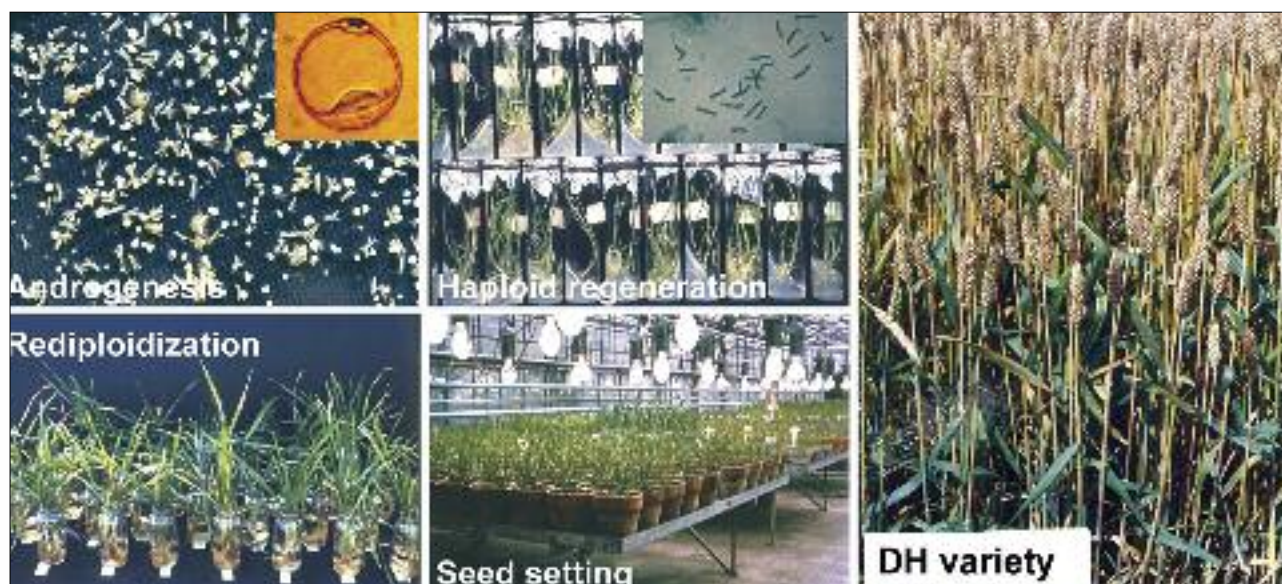 Androgenesis
Haploid regeneration
Rediploidization
Seed setting
DH variety